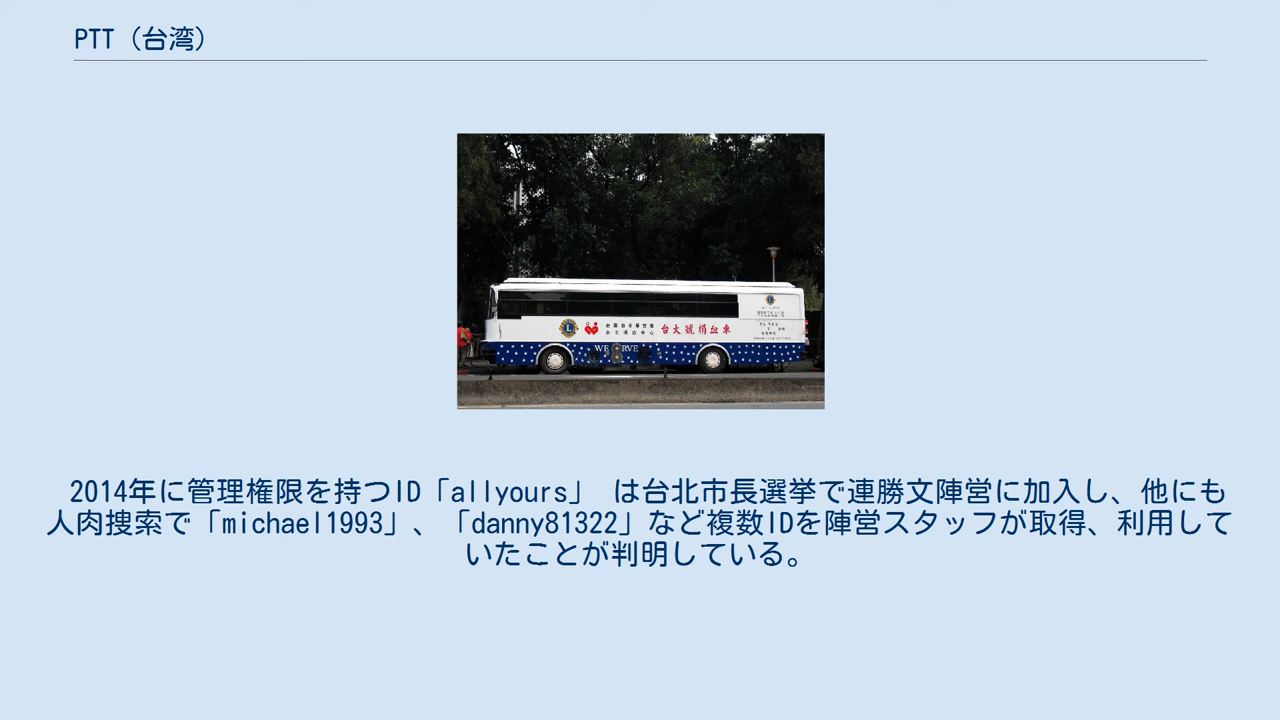 PTT（台湾）
台大號捐血車
WE SERVE
2014年に管理権限を持つID「allyours」 は台北市長選挙で連勝文陣営に加入し、他にも
人肉捜索で「michael1993」、「danny81322」など複数IDを陣営スタッフが取得、利用して
いたことが判明している。